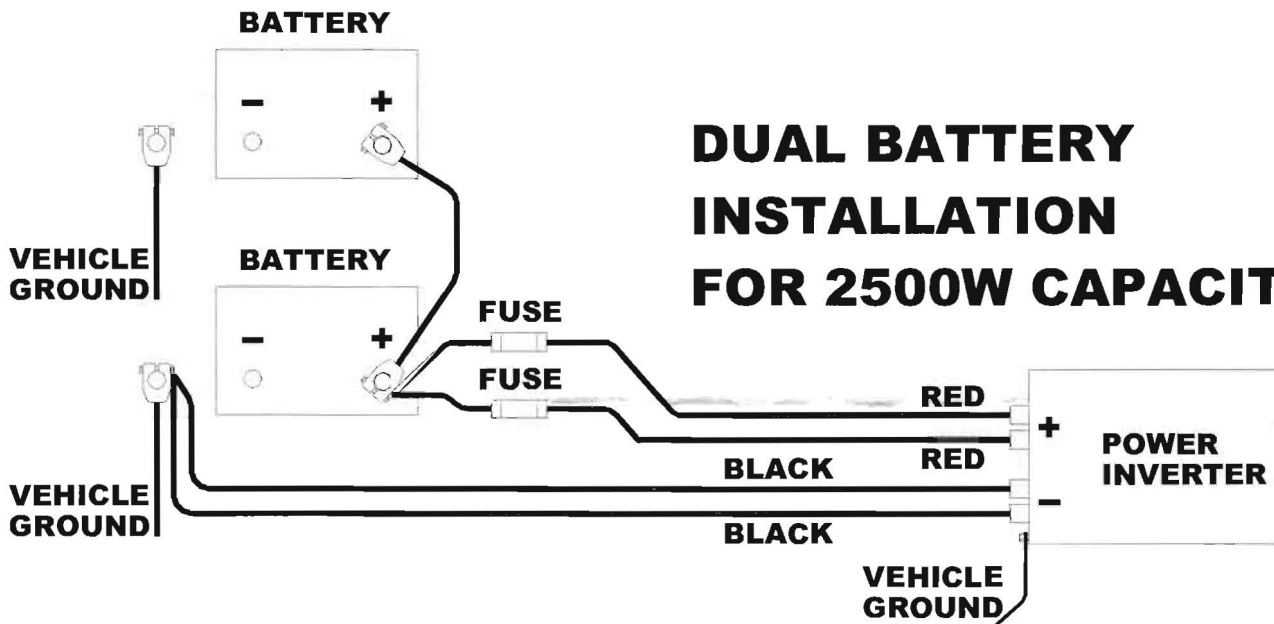 BATTERY
- +
DUAL BATTERY
INSTALLATION
FOR 2500W CAPACIT
VEHICLE
GROUND
BATTERY
- +
FUSE
FUSE
RED
RED
+
-
POWER
INVERTER
BLACK
BLACK
VEHICLE
GROUND
VEHICLE
GROUND